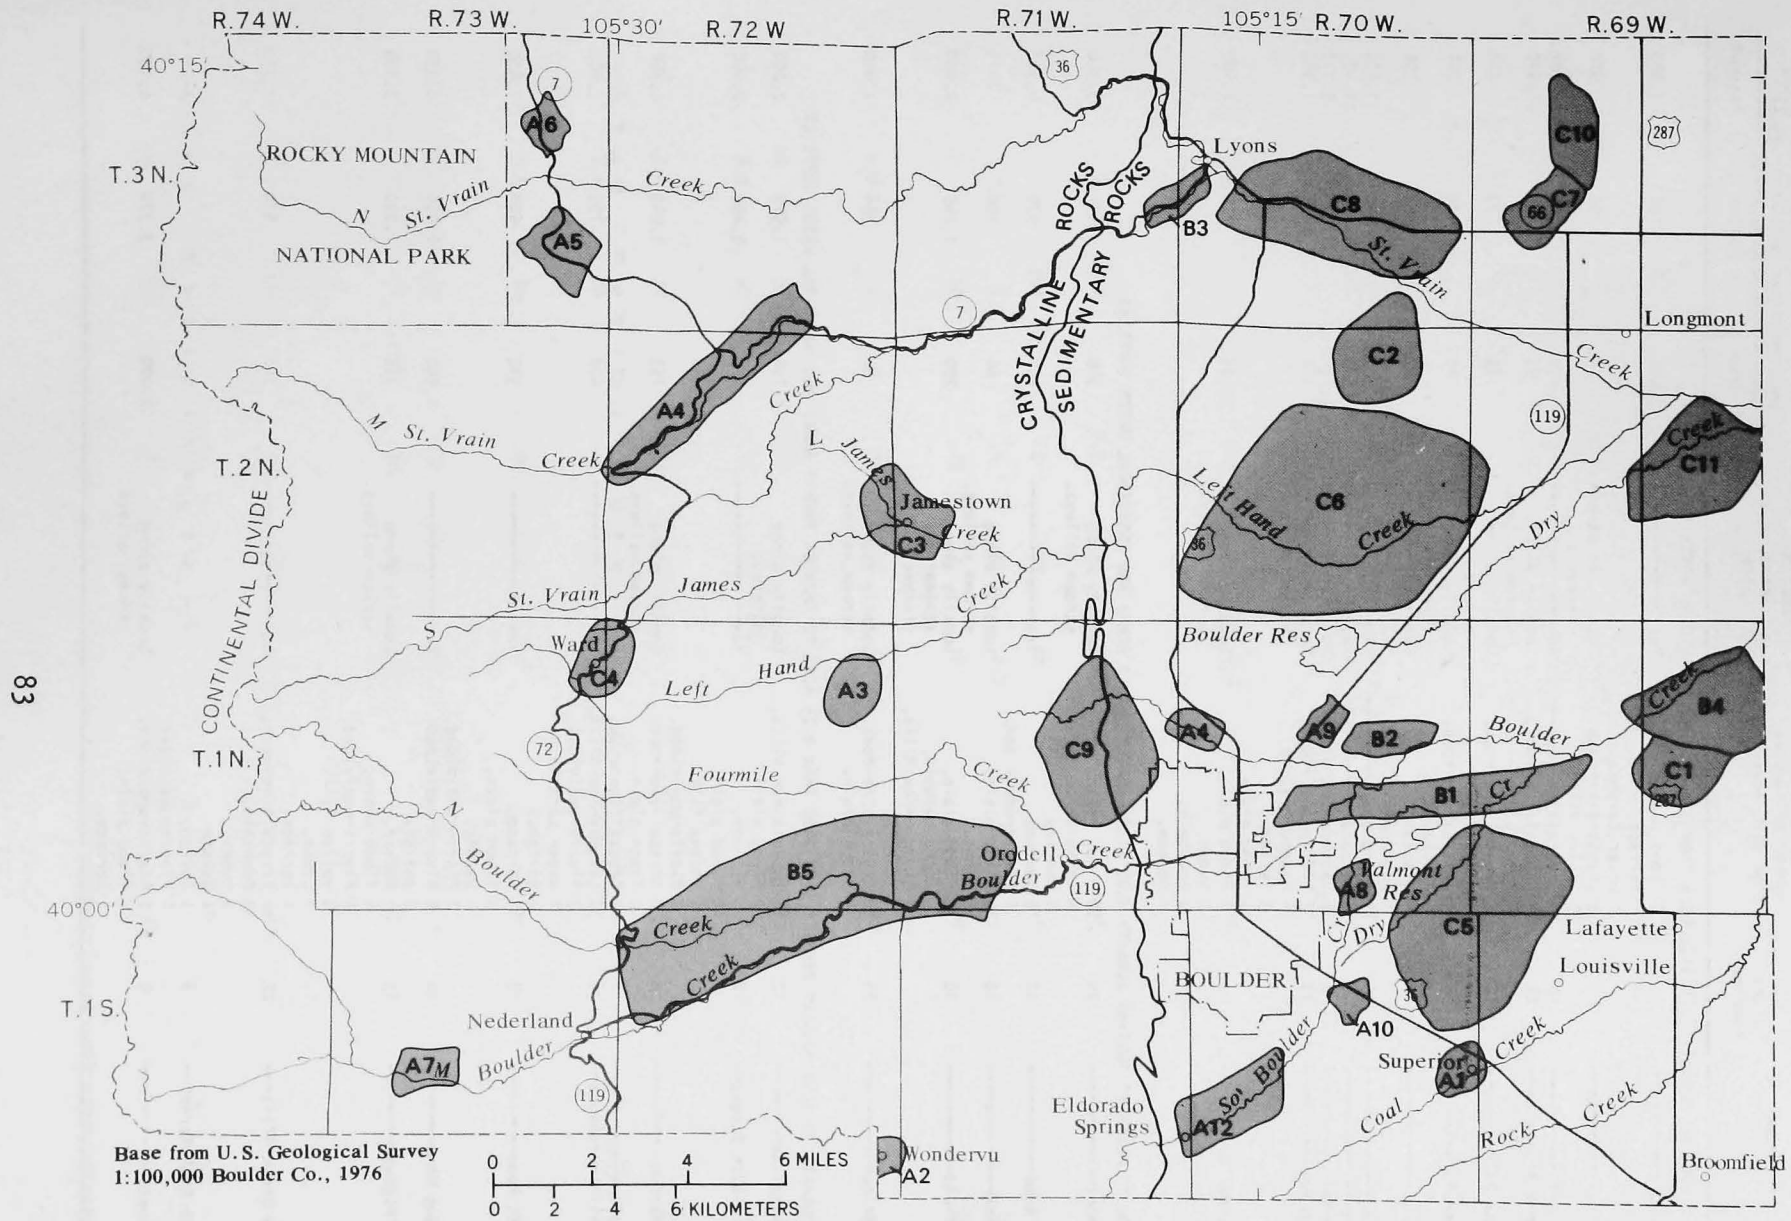 R.74 W.
R.73 W.
105°30'
R.72 W
R.71 W.
105°15'
R.70 W.
R.69 W.
40°15'
7
36
A6
C10
287
Lyons
ROCKY MOUNTAIN
T.3 N.
Creek
N St. Vrain
ROCKS
ROCKS
C8
C7
66
B3
A5
NATIONAL PARK
St. Vrain
CRYSTALLINE
SEDIMENTARY
7
Longmont
C2
Creek
Creek
A4
119
M St. Vrain
Creek
L James
Creek
C11
T.2 N.
Jamestown
Left Hand
C6
Creek
Dry
C3
Creek
36
CONTINENTAL DIVIDE
James
Creek
S St. Vrain
Boulder Res
Ward
C4
Left Hand
A3
Creek
B4
A4
A9
B2
Boulder
72
C9
T.1 N.
Fourmile
Creek
C1
287
B1
Cr
N Boulder
B5
Orodell
Creek
Boulder
119
Valmont
Res
A8
40°00'
Creek
Cr
Dry
C5
Lafayette
Louisville
Creek
BOULDER
36
T.1 S.
Nederland
A10
Creek
A7
M Boulder
Superior
A1
So. Boulder
119
Eldorado
Springs
A12
Coal
Creek
Rock
Base from U.S. Geological Survey
1:100,000 Boulder Co., 1976
0 2 4 6 MILES
0 2 4 6 KILOMETERS
Wondervu
A2
Broomfield
83